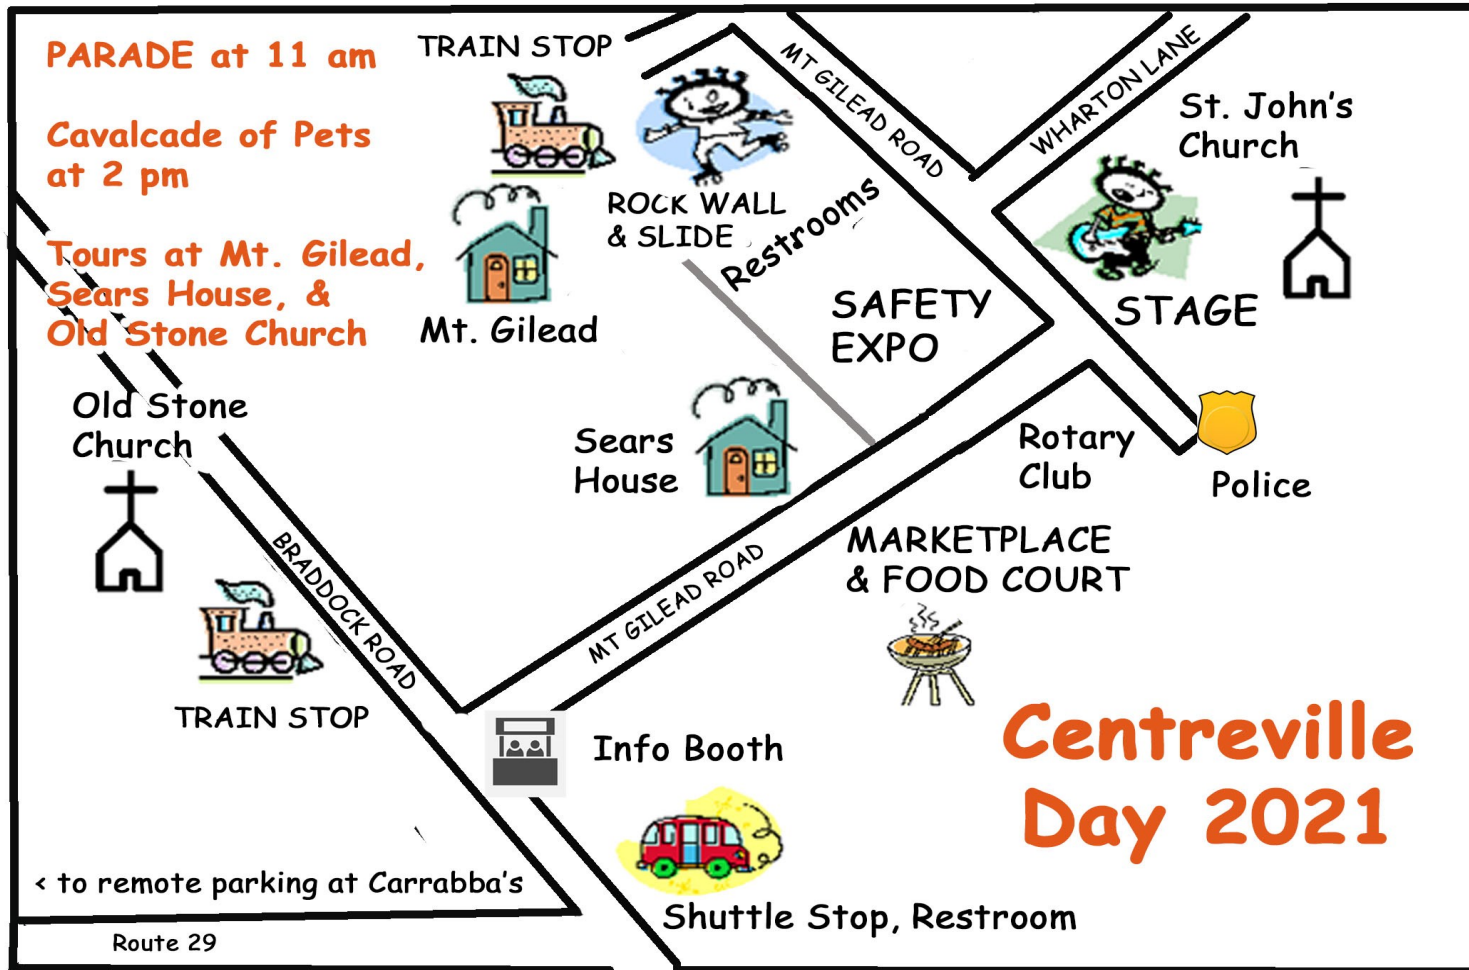 PARADE at 11 am
Cavalcade of Pets
at 2 pm
Tours at Mt. Gilead,
Sears House, &
Old Stone Church
TRAIN STOP
ROCK WALL
& SLIDE
Restrooms
MT GILEAD ROAD
WHARTON LANE
St. John's
Church
STAGE
SAFETY
EXPO
Mt. Gilead
Old Stone
Church
Sears
House
Rotary
Club
Police
BRADDOCK ROAD
MT GILEAD ROAD
MARKETPLACE
& FOOD COURT
TRAIN STOP
Info Booth
Centreville
Day 2021
< to remote parking at Carrabba's
Shuttle Stop, Restroom
Route 29